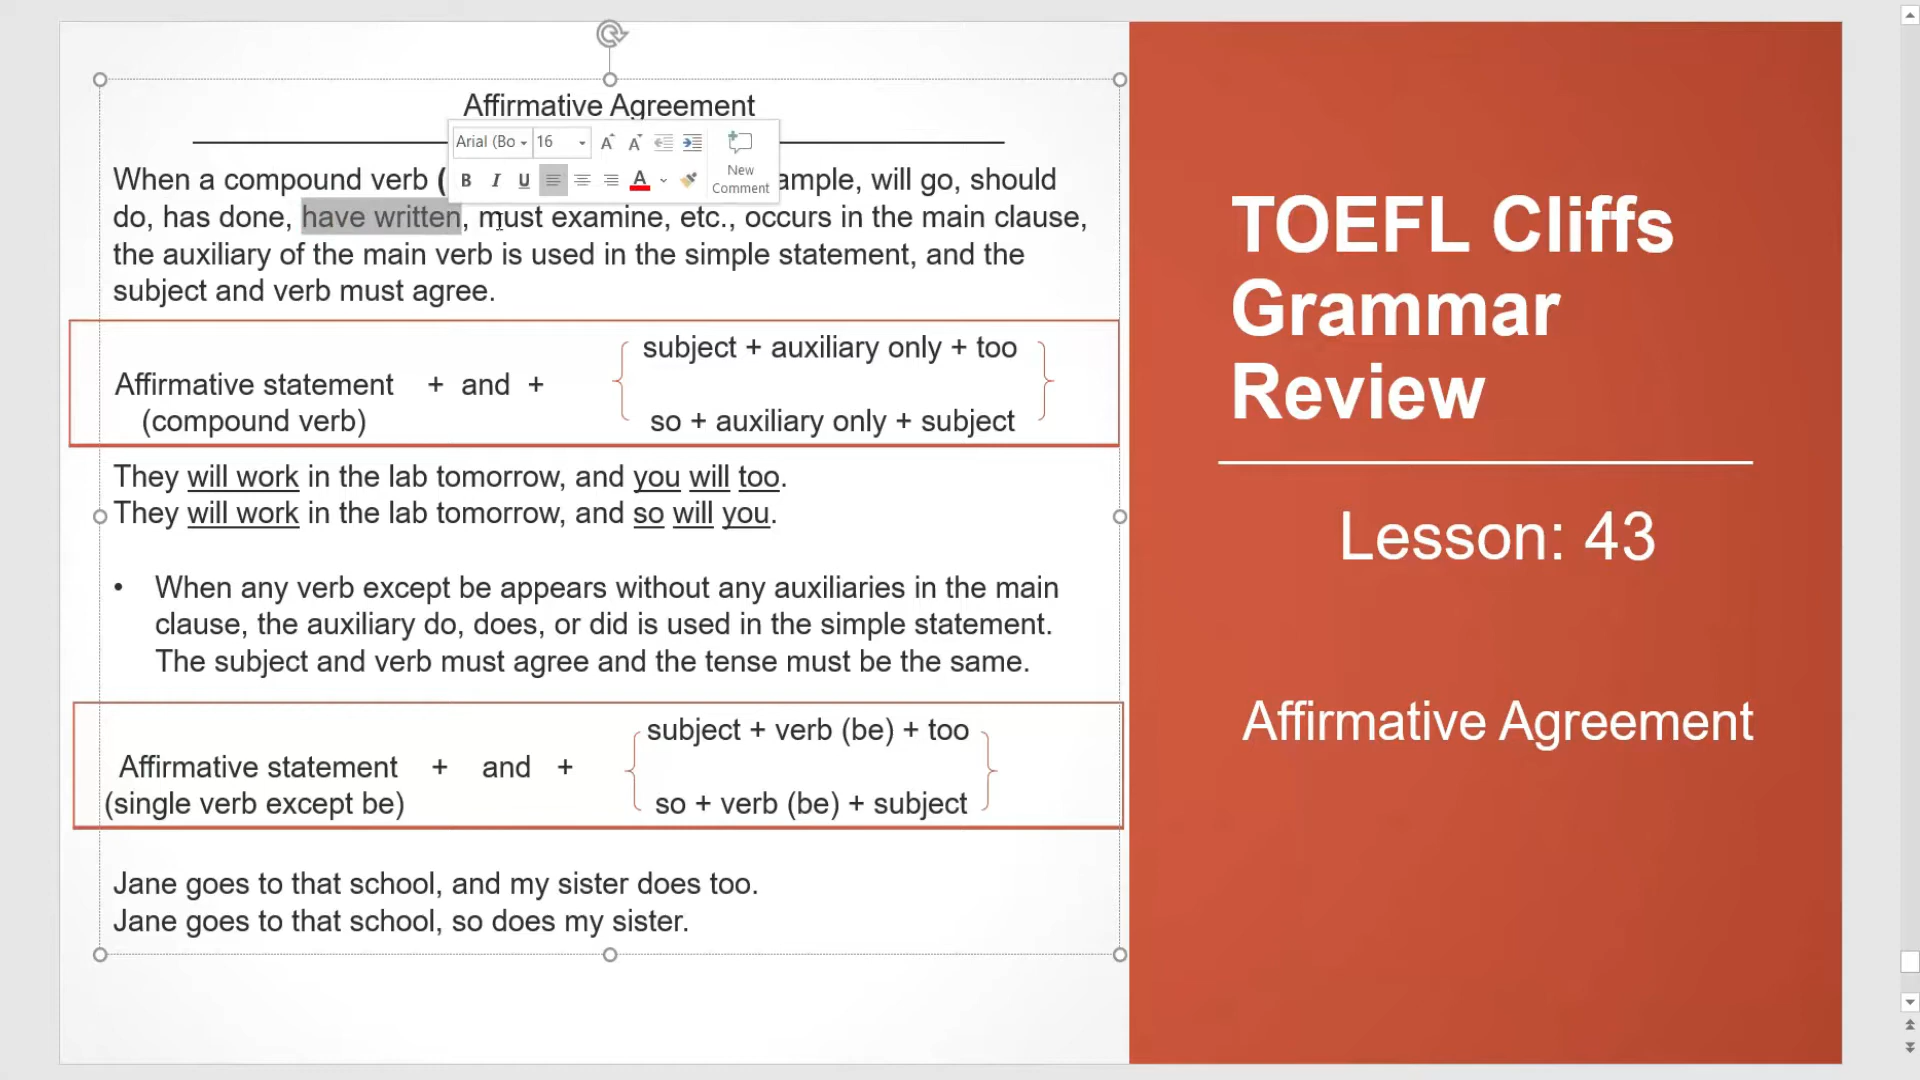 Affirmative Agreement
Arial (Bo
16
New
Comment
When a compound verb (
ample, will go, should
do, has done, have written, must examine, etc., occurs in the main clause,
the auxiliary of the main verb is used in the simple statement, and the
subject and verb must agree.
subject + auxiliary only + too
Affirmative statement + and +
(compound verb)
so + auxiliary only + subject
They will work in the lab tomorrow, and you will too.
They will work in the lab tomorrow, and so will you.
• When any verb except be appears without any auxiliaries in the main
clause, the auxiliary do, does, or did is used in the simple statement.
The subject and verb must agree and the tense must be the same.
subject + verb (be) + too
Affirmative statement + and +
(single verb except be)
so + verb (be) + subject
Jane goes to that school, and my sister does too.
Jane goes to that school, so does my sister.
TOEFL Cliffs
Grammar
Review
Lesson: 43
Affirmative Agreement